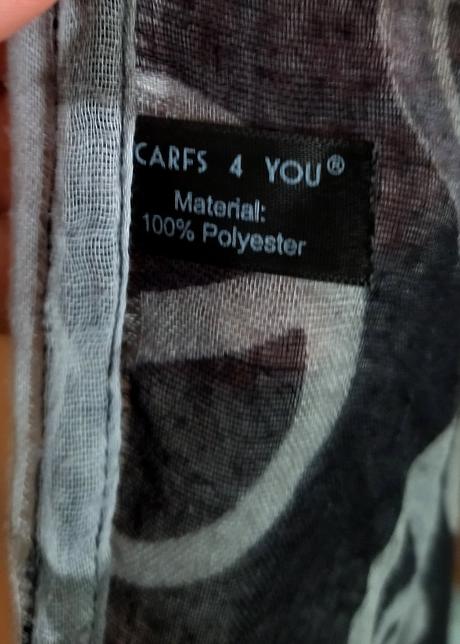 CARFS 4 YOU®
Material:
100% Polyester